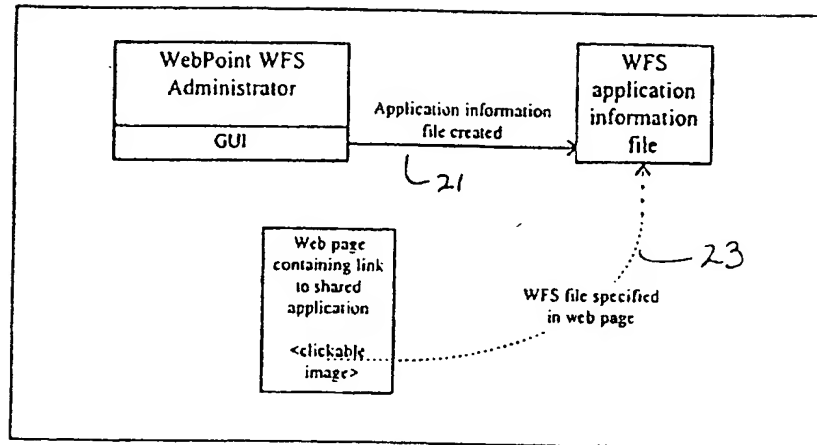 WebPoint WFS
Administrator
GUI
Application information
file created
21
WFS
application
information
file
Web page
containing link
to shared
application
<clickable
image>
23
WFS file specified
in web page